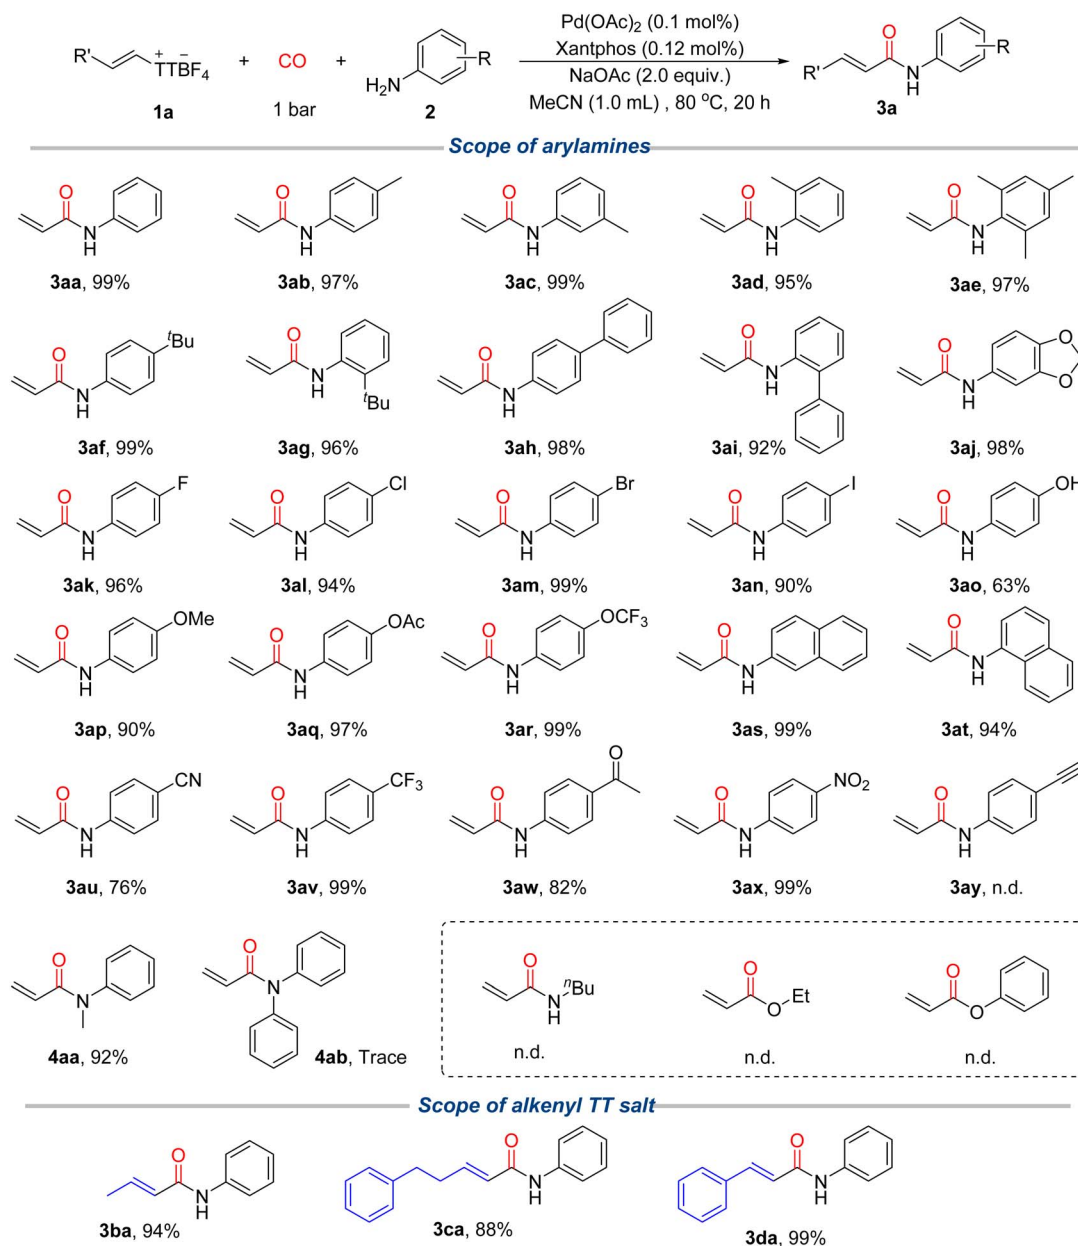 Pd(OAc)2 (0.1 mol%)
Xantphos (0.12 mol%)
NaOAc (2.0 equiv.)
MeCN (1.0 mL) , 80 °C, 20 h
R' + − TTBF4 + CO + H2N R R' O N H R
1a 1 bar 2 3a
Scope of arylamines
O N H O N H O N H O N H O N H
3aa, 99% 3ab, 97% 3ac, 99% 3ad, 95% 3ae, 97%
O N H tBu O N H tBu O N H O N H O N H O O
3af, 99% 3ag, 96% 3ah, 98% 3ai, 92% 3aj, 98%
O N H F O N H Cl O N H Br O N H I O N H OH
3ak, 96% 3al, 94% 3am, 99% 3an, 90% 3ao, 63%
O N H OMe O N H OAc O N H OCF3 O N H O N H
3ap, 90% 3aq, 97% 3ar, 99% 3as, 99% 3at, 94%
O N H CN O N H CF3 O N H O O N H NO2 O N H
3au, 76% 3av, 99% 3aw, 82% 3ax, 99% 3ay, n.d.
O N O N O N H nBu O O Et O O
4aa, 92% 4ab, Trace n.d. n.d. n.d.
Scope of alkenyl TT salt
O N H O N H O N H
3ba, 94% 3ca, 88% 3da, 99%